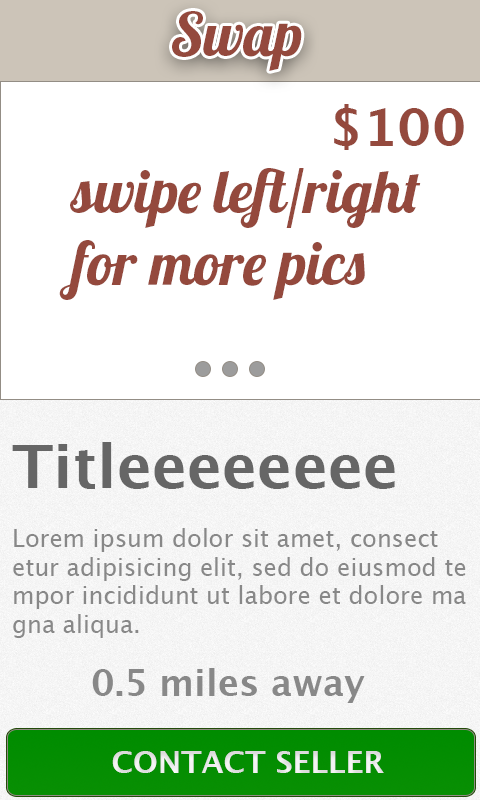 Swap
$100
swipe left/right
for more pics
Titleeeeeeeee
Lorem ipsum dolor sit amet, consect
etur adipisicing elit, sed do eiusmod te
mpor incididunt ut labore et dolore ma
gna aliqua.
0.5 miles away
CONTACT SELLER